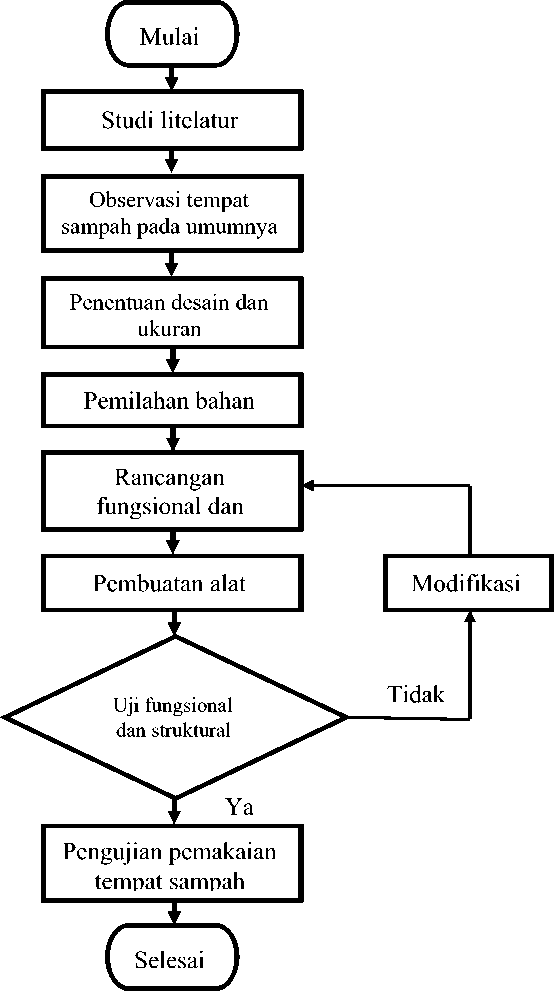 Mulai
Studi litelatur
Observasi tempat
sampah pada umumnya
Penentuan desain dan
ukuran
Pemilahan bahan
Rancangan
fungsional dan
Pembuatan alat
Modifikasi
Uji fungsional
dan struktural
Tidak
Ya
Pengujian pemakaian
tempat sampah
Selesai